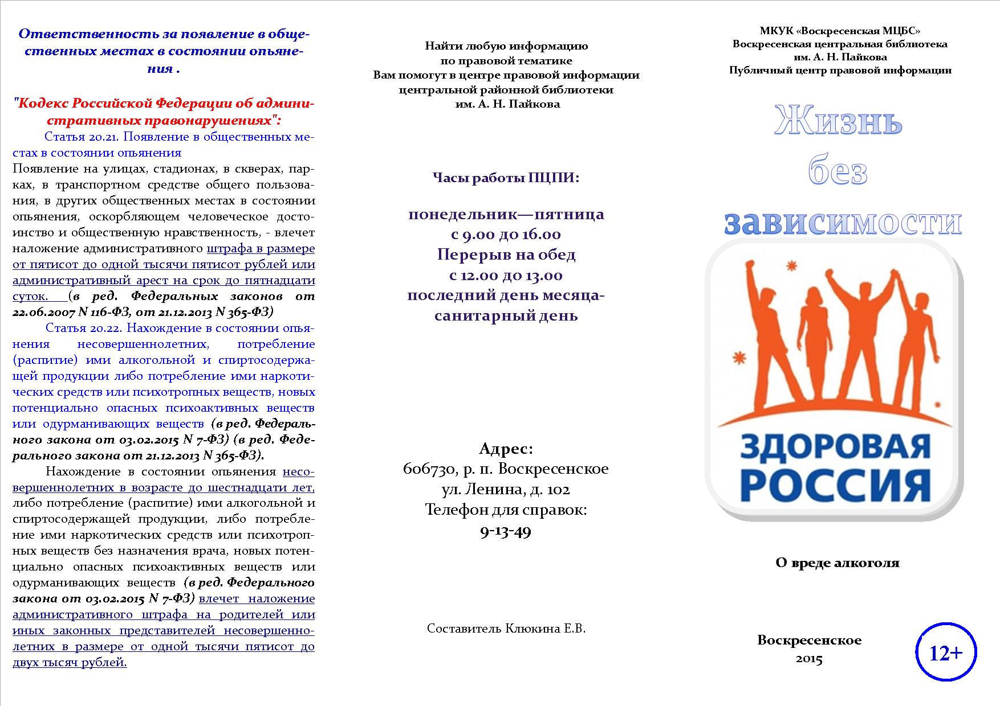 Ответственность за появление в обще-
ственных местах в состоянии опьяне-
ния .
"Кодекс Российской Федерации об админи-
стративных правонарушениях":
Статья 20.21. Появление в общественных ме-
стах в состоянии опьянения
Появление на улицах, стадионах, в скверах, пар-
ках, в транспортном средстве общего пользова-
ния, в других общественных местах в состоянии
опьянения, оскорбляющем человеческое досто-
инство и общественную нравственность, - влечет
наложение административного штрафа в размере
от пятисот до одной тысячи пятисот рублей или
административный арест на срок до пятнадцати
суток. (в ред. Федеральных законов от
22.06.2007 N 116-ФЗ, от 21.12.2013 N 365-ФЗ)
Статья 20.22. Нахождение в состоянии опья-
нения несовершеннолетних, потребление
(распитие) ими алкогольной и спиртосодержа-
щей продукции либо потребление ими наркоти-
ческих средств или психотропных веществ, новых
потенциально опасных психоактивных веществ
или одурманивающих веществ (в ред. Федераль-
ного закона от 03.02.2015 N 7-ФЗ) (в ред. Феде-
рального закона от 21.12.2013 N 365-ФЗ).
Нахождение в состоянии опьянения несо-
вершеннолетних в возрасте до шестнадцати лет,
либо потребление (распитие) ими алкогольной и
спиртосодержащей продукции, либо потребле-
ние ими наркотических средств или психотроп-
ных веществ без назначения врача, новых потен-
циально опасных психоактивных веществ или
одурманивающих веществ (в ред. Федерального
закона от 03.02.2015 N 7-ФЗ) влечет наложение
административного штрафа на родителей или
иных законных представителей несовершенно-
летних в размере от одной тысячи пятисот до
двух тысяч рублей.
Найти любую информацию
по правовой тематике
Вам помогут в центре правовой информации
центральной районной библиотеки
им. А. Н. Пайкова
Часы работы ПЦПИ:
понедельник—пятница
с 9.00 до 16.00
Перерыв на обед
с 12.00 до 13.00
последний день месяца-
санитарный день
Адрес:
606730, р. п. Воскресенское
ул. Ленина, д. 102
Телефон для справок:
9-13-49
Составитель Клюкина Е.В.
МКУК «Воскресенская МЦБС»
Воскресенская центральная библиотека
им. А. Н. Пайкова
Публичный центр правовой информации
Жизнь
без
зависимости
ЗДОРОВАЯ
РОССИЯ
О вреде алкоголя
Воскресенское
2015
12+